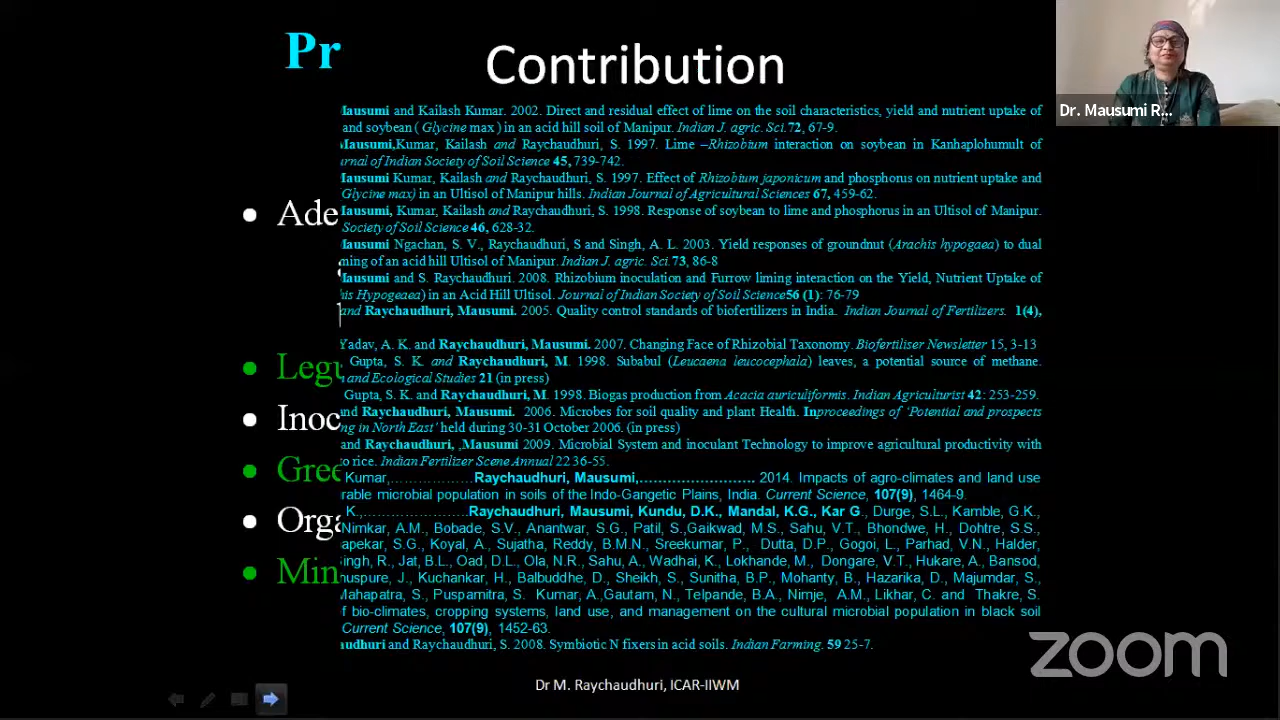 Pr
Contribution
Dr. Mausumi R...
Mausumi and Kailash Kumar. 2002. Direct and residual effect of lime on the soil characteristics, yield and nutrient uptake of
and soybean ( Glycine max ) in an acid hill soil of Manipur. Indian J. agric. Sci.72, 67-9.
Mausumi,Kumar, Kailash and Raychaudhuri, S. 1997. Lime –Rhizobium interaction on soybean in Kanhaplohumult of
rnal of Indian Society of Soil Science 45, 739-742.
Mausumi Kumar, Kailash and Raychaudhuri, S. 1997. Effect of Rhizobium japonicum and phosphorus on nutrient uptake and
Glycine max) in an Ultisol of Manipur hills. Indian Journal of Agricultural Sciences 67, 459-62.
Mausumi, Kumar, Kailash and Raychaudhuri, S. 1998. Response of soybean to lime and phosphorus in an Ultisol of Manipur.
Society of Soil Science 46, 628-32.
Mausumi Ngachan, S. V., Raychaudhuri, S and Singh, A. L. 2003. Yield responses of groundnut (Arachis hypogaea) to dual
ming of an acid hill Ultisol of Manipur. Indian J. agric. Sci.73, 86-8
Mausumi and S. Raychaudhuri. 2008. Rhizobium inoculation and Furrow liming interaction on the Yield, Nutrient Uptake of
is Hypogeaea) in an Acid Hill Ultisol. Journal of Indian Society of Soil Science56 (1): 76-79
and Raychaudhuri, Mausumi. 2005. Quality control standards of biofertilizers in India. Indian Journal of Fertilizers. 1(4),
Yadav, A. K. and Raychaudhuri, Mausumi. 2007. Changing Face of Rhizobial Taxonomy. Biofertiliser Newsletter 15, 3-13
Gupta, S. K. and Raychaudhuri, M. 1998. Subabul (Leucaena leucocephala) leaves, a potential source of methane.
and Ecological Studies 21 (in press)
Gupta, S. K. and Raychaudhuri, M. 1998. Biogas production from Acacia auriculiformis. Indian Agriculturist 42: 253-259.
and Raychaudhuri, Mausumi. 2006. Microbes for soil quality and plant Health. Inproceedings of 'Potential and prospects
ng in North East' held during 30-31 October 2006. (in press)
and Raychaudhuri, ,Mausumi 2009. Microbial System and inoculant Technology to improve agricultural productivity with
o rice. Indian Fertilizer Scene Annual 22 36-55.
Kumar,................ Raychaudhuri, Mausumi,......................... 2014. Impacts of agro-climates and land use
rable microbial population in soils of the Indo-Gangetic Plains, India. Current Science, 107(9), 1464-9.
K.,.....................Raychaudhuri, Mausumi, Kundu, D.K., Mandal, K.G., Kar G., Durge, S.L., Kamble, G.K.,
Nimkar, A.M., Bobade, S.V., Anantwar, S.G., Patil, S.,Gaikwad, M.S., Sahu, V.T., Bhondwe, H., Dohtre, S.S.,
apekar, S.G., Koyal, A., Sujatha, Reddy, B.M.N., Sreekumar, P., Dutta, D.P., Gogoi, L., Parhad, V.N., Halder,
ingh, R., Jat, B.L., Oad, D.L., Ola, N.R., Sahu, A., Wadhai, K., Lokhande, M., Dongare, V.T., Hukare, A., Bansod,
nuspure, J., Kuchankar, H., Balbuddhe, D., Sheikh, S., Sunitha, B.P., Mohanty, B., Hazarika, D., Majumdar, S.,
Mahapatra, S., Puspamitra, S. Kumar, A.,Gautam, N., Telpande, B.A., Nimje, A.M., Likhar, C. and Thakre, S.
f bio-climates, cropping systems, land use, and management on the cultural microbial population in black soil
Current Science, 107(9), 1452-63.
udhuri and Raychaudhuri, S. 2008. Symbiotic N fixers in acid soils. Indian Farming. 59 25-7.
Ade
Legu
Inoc
Gree
Orga
Min
Dr M. Raychaudhuri, ICAR-IIWM
zoom